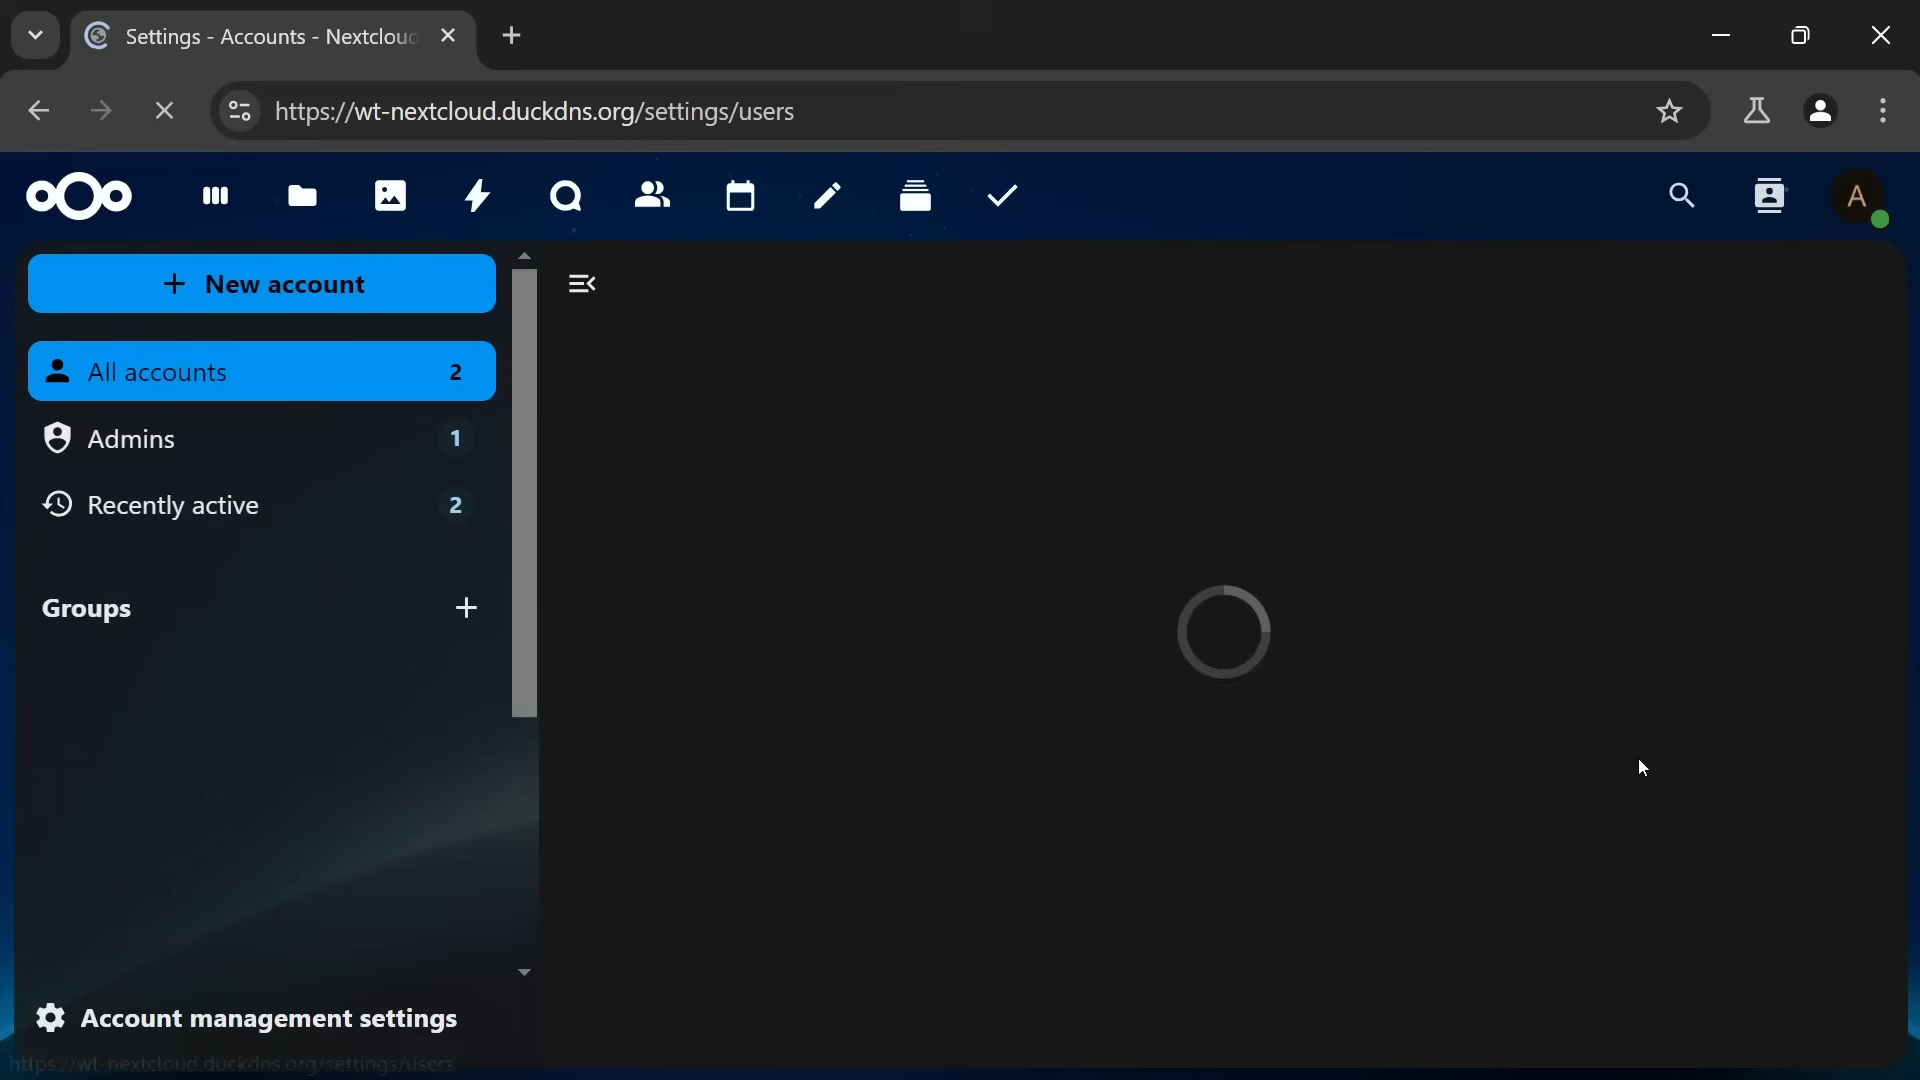 Settings - Accounts - Nextcloud
https://wt-nextcloud.duckdns.org/settings/users
A
New account
All accounts 2
Admins 1
Recently active 2
Groups
Account management settings
https://wt-nextcloud.duckdns.org/settings/users